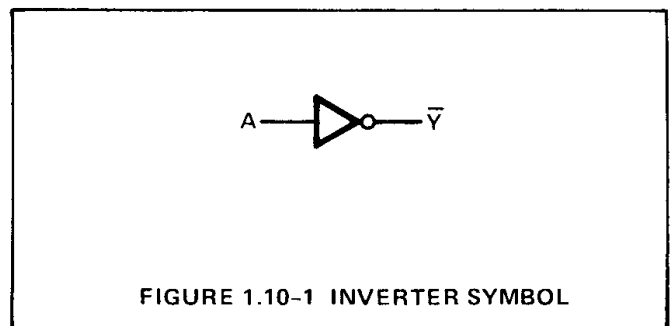 A Y̅
FIGURE 1.10-1 INVERTER SYMBOL